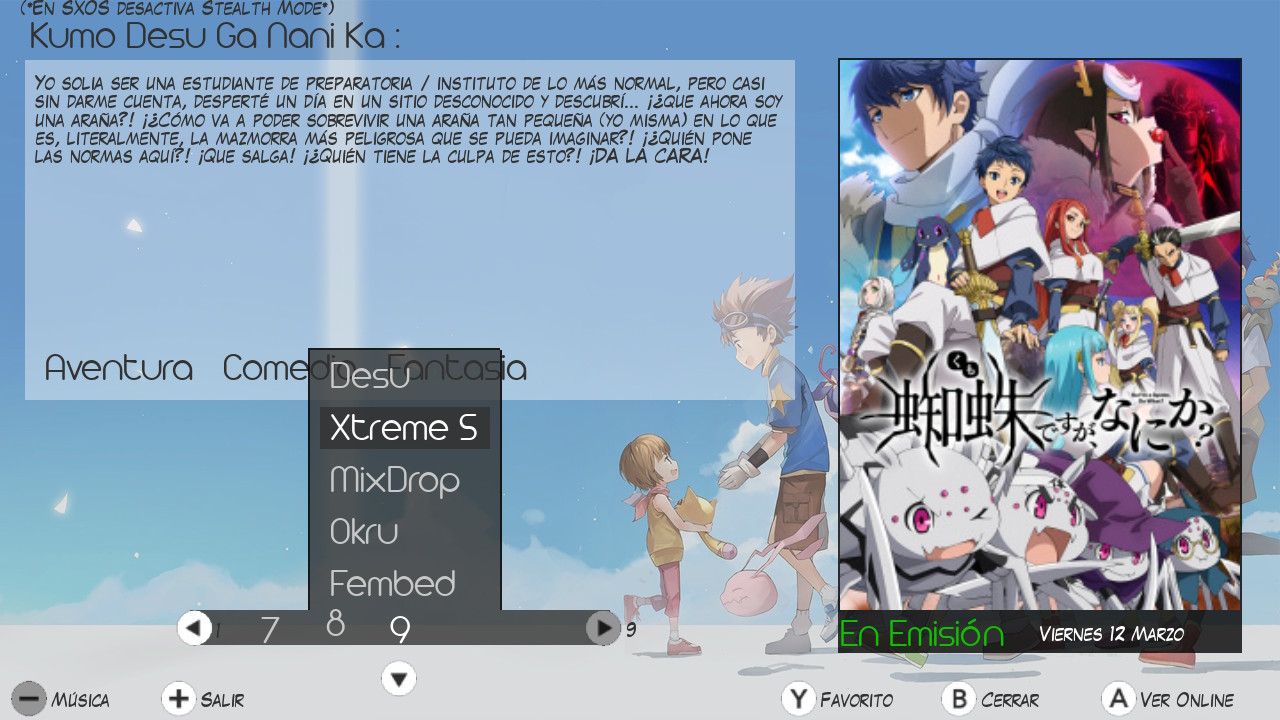 (*En SXOS desactiva Stealth Mode*)
Kumo Desu Ga Nani Ka :
Yo solia ser una estudiante de preparatoria / instituto de lo más normal, pero casi
sin darme cuenta, desperté un día en un sitio desconocido y descubrí... ¡¿Que ahora soy
una araña?! ¡¿Cómo va a poder sobrevivir una araña tan pequeña (yo misma) en lo que
es, literalmente, la mazmorra más peligrosa que se pueda imaginar?! ¡¿Quién pone
las normas aquí?! ¡Que salga! ¡¿Quién tiene la culpa de esto?! ¡DA LA CARA!
Aventura Comedia Fantasia
Desu
Xtreme S
MixDrop
Okru
Fembed
1 7 8 9 9
くも
蜘蛛ですが、なにか?
En Emisión Viernes 12 Marzo
Música
+ Salir
Y Favorito
B Cerrar
A Ver Online